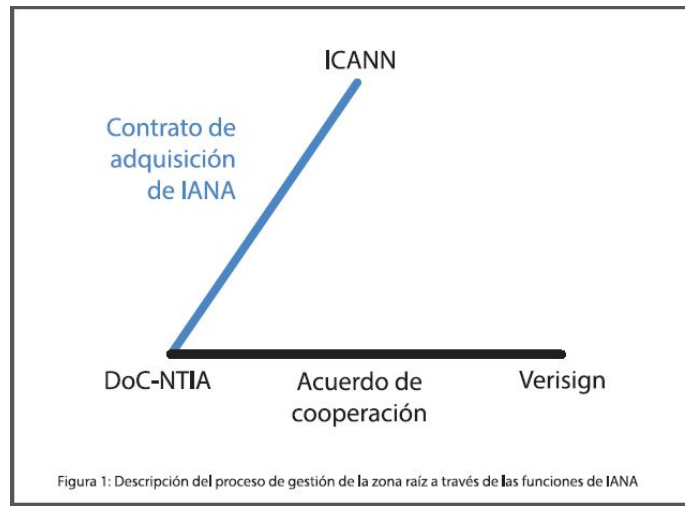 ICANN
Contrato de
adquisición
de IANA
DoC-NTIA
Acuerdo de
cooperación
Verisign
Figura 1: Descripción del proceso de gestión de la zona raíz a través de las funciones de IANA